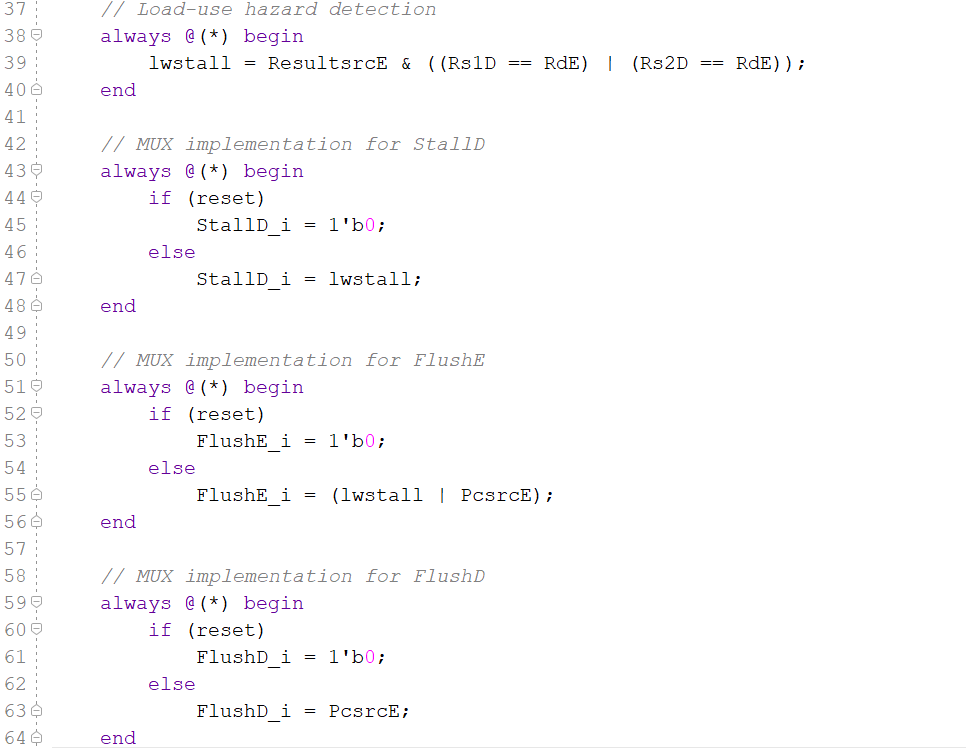 37 // Load-use hazard detection
38 always @(*) begin
39 lwstall = ResultsrcE & ((Rs1D == RdE) | (Rs2D == RdE));
40 end
41
42 // MUX implementation for StallD
43 always @(*) begin
44 if (reset)
45 StallD_i = 1'b0;
46 else
47 StallD_i = lwstall;
48 end
49
50 // MUX implementation for FlushE
51 always @(*) begin
52 if (reset)
53 FlushE_i = 1'b0;
54 else
55 FlushE_i = (lwstall | PcsrcE);
56 end
57
58 // MUX implementation for FlushD
59 always @(*) begin
60 if (reset)
61 FlushD_i = 1'b0;
62 else
63 FlushD_i = PcsrcE;
64 end